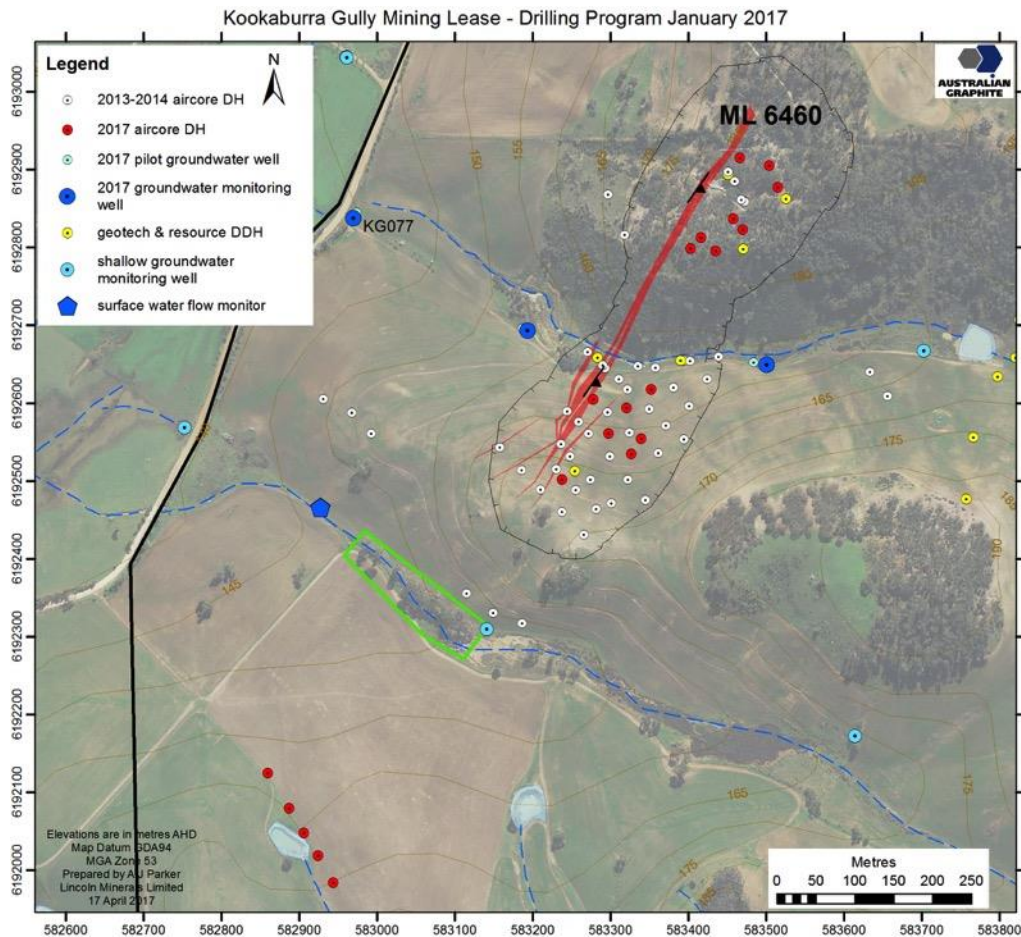 Kookaburra Gully Mining Lease - Drilling Program January 2017
Legend
N
2013-2014 aircore DH
2017 aircore DH
2017 pilot groundwater well
2017 groundwater monitoring
well
geotech & resource DDH
shallow groundwater
monitoring well
surface water flow monitor
AUSTRALIAN
GRAPHITE
ML 6460
KG077
150
155
165
170
175
190
145
165
175
175
Elevations are in metres AHD
Map Datum GDA94
MGA Zone 53
Prepared by A J Parker
Lincoln Minerals Limited
17 April 2017
Metres
0 50 100 150 200 250
6193000
6192900
6192800
6192700
6192600
6192500
6192400
6192300
6192200
6192100
6192000
582600 582700 582800 582900 583000 583100 583200 583300 583400 583500 583600 583700 583800